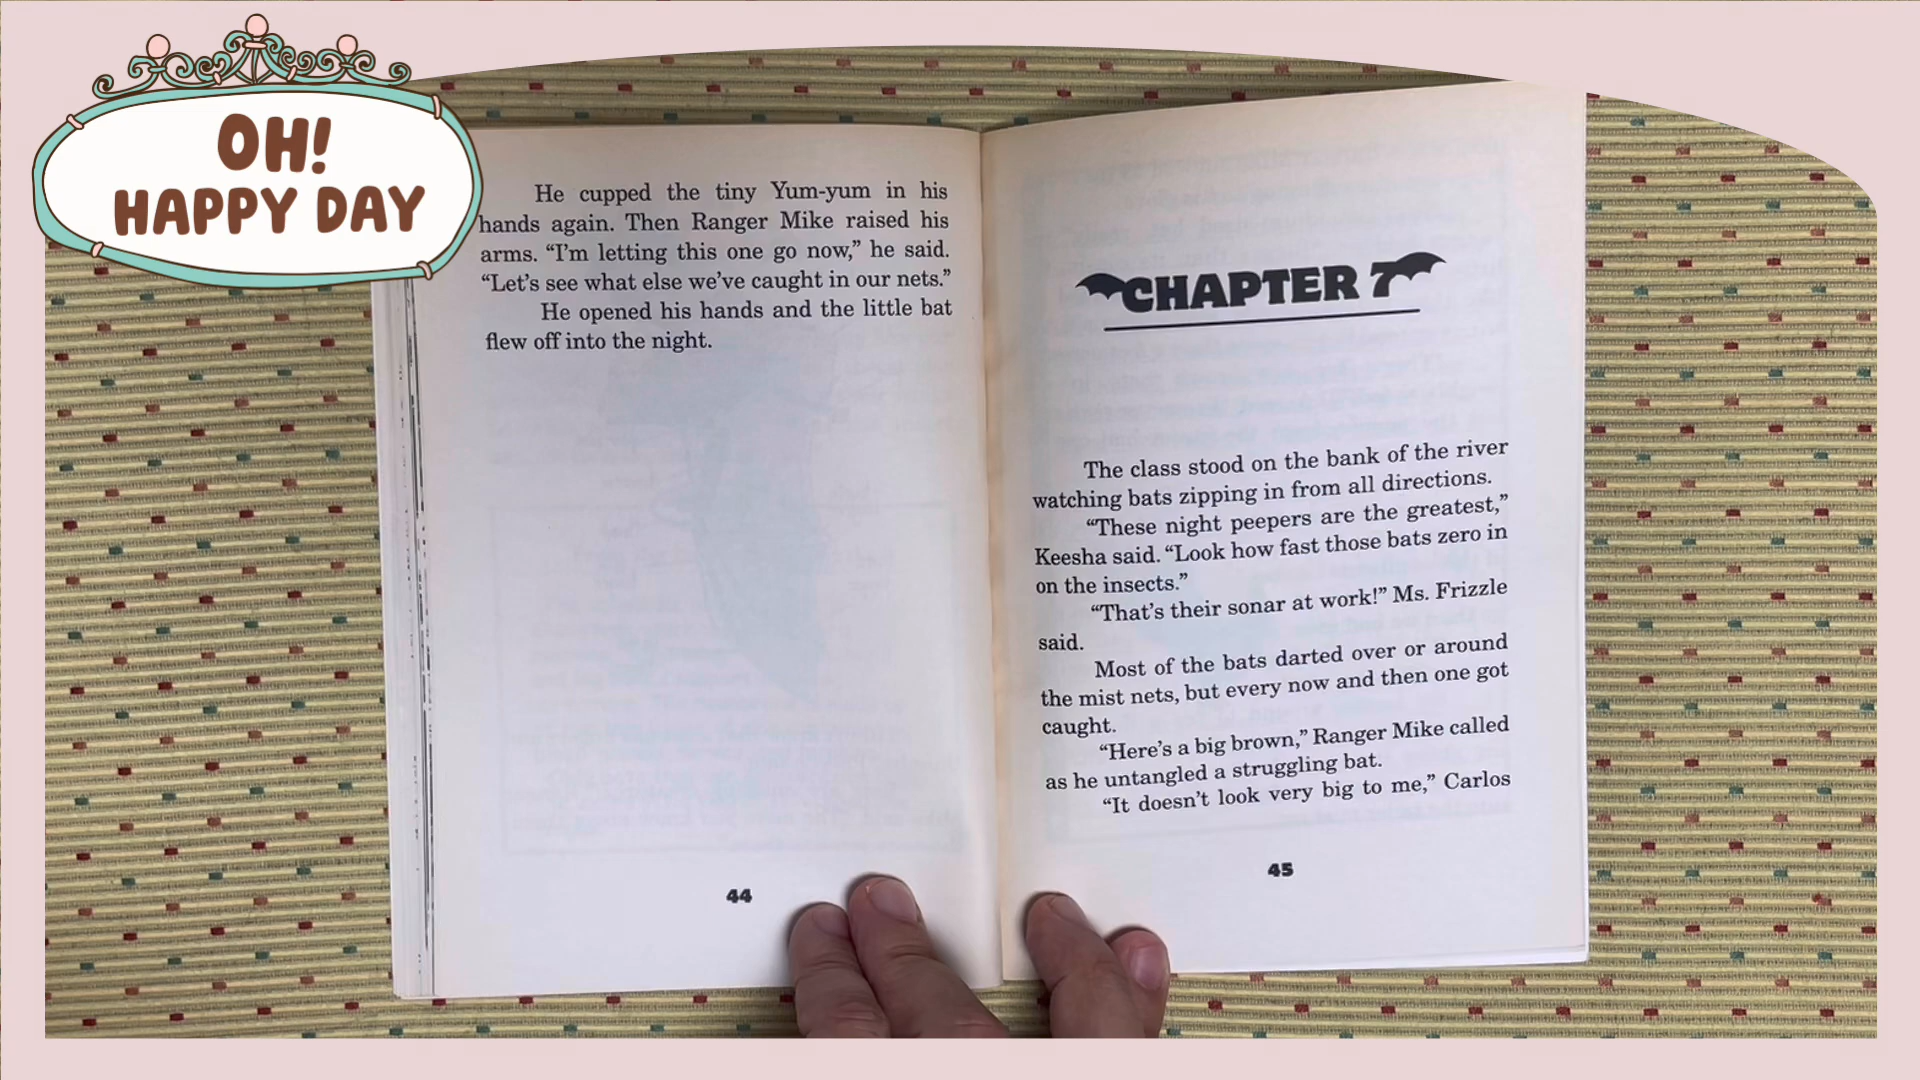 OH!
HAPPY DAY
He cupped the tiny Yum-yum in his
hands again. Then Ranger Mike raised his
arms. “I’m letting this one go now,” he said.
“Let’s see what else we’ve caught in our nets.”
He opened his hands and the little bat
flew off into the night.
44
CHAPTER 7
The class stood on the bank of the river
watching bats zipping in from all directions.
“These night peepers are the greatest,”
Keesha said. “Look how fast those bats zero in
on the insects.”
“That’s their sonar at work!” Ms. Frizzle
said.
Most of the bats darted over or around
the mist nets, but every now and then one got
caught.
“Here’s a big brown,” Ranger Mike called
as he untangled a struggling bat.
“It doesn’t look very big to me,” Carlos
45